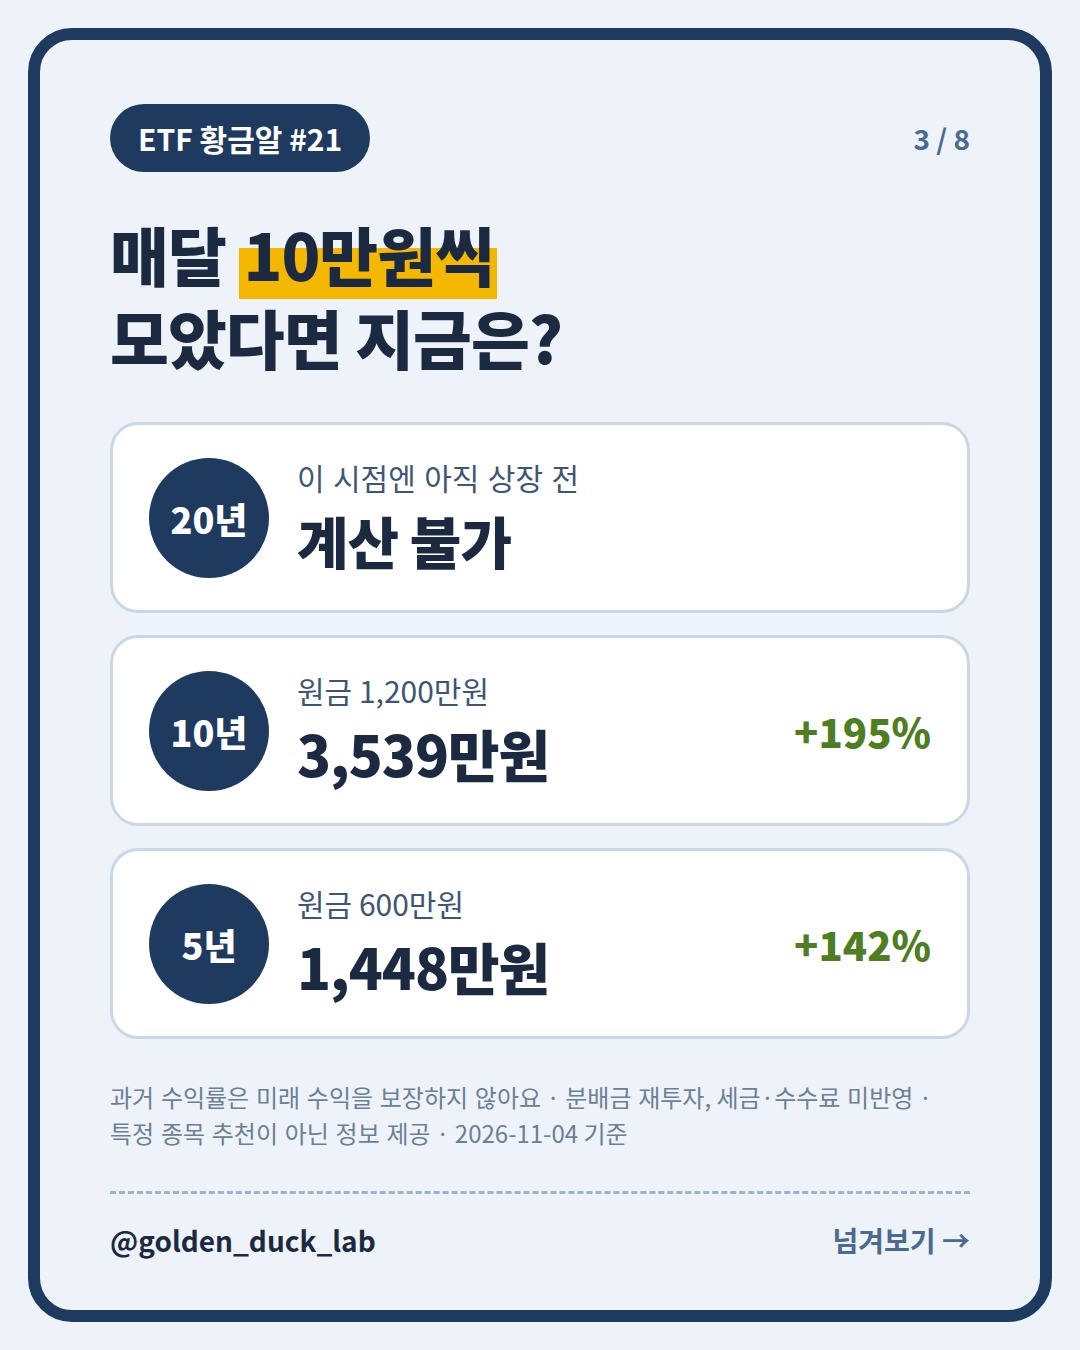 ETF 황금알 #21
3 / 8
매달 10만원씩
모았다면 지금은?
20년
이 시점엔 아직 상장 전
계산 불가
10년
원금 1,200만원
3,539만원
+195%
5년
원금 600만원
1,448만원
+142%
과거 수익률은 미래 수익을 보장하지 않아요 · 분배금 재투자, 세금·수수료 미반영 ·
특정 종목 추천이 아닌 정보 제공 · 2026-11-04 기준
@golden_duck_lab
넘겨보기 →